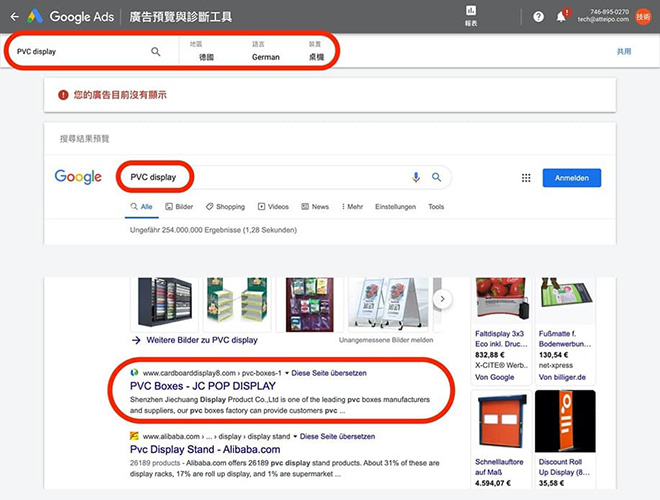 Google Ads 廣告預覽與診斷工具
報表
746-895-0270
tech@atteipo.com
技術
PVC display
地區
德國
語言
German
裝置
桌機
共用
您的廣告目前沒有顯示
搜尋結果預覽
Google
PVC display
Anmelden
Alle Bilder Shopping Videos News Mehr Einstellungen Tools
Ungefähr 254.000.000 Ergebnisse (1,28 Sekunden)
→ Weitere Bilder zu PVC display
Unangemessene Bilder melden
www.cardboarddisplay8.com › pvc-boxes-1 ▾ Diese Seite übersetzen
PVC Boxes - JC POP DISPLAY
Shenzhen Jiechuang Display Product Co.,Ltd is one of the leading pvc boxes manufacturers
and suppliers, our pvc boxes factory can provide customers pvc ...
www.alibaba.com › ... › display › display stand ▾ Diese Seite übersetzen
Pvc Display Stand - Alibaba.com
26189 products - Alibaba.com offers 26189 pvc display stand products. About 31% of these are
display racks, 17% are roll up display, and 1% are supermarket ...
Faltdisplay 3x3
Eco inkl. Druc...
832,88 €
X-CITE® Werb..
Von Google
Fußmatte f.
Bodenwerbun...
130,54 €
net-xpress
Von billiger.de
Schnelllauftore
auf Maß
4.594,07 €
Discount Roll
Up Display (8...
35,58 €